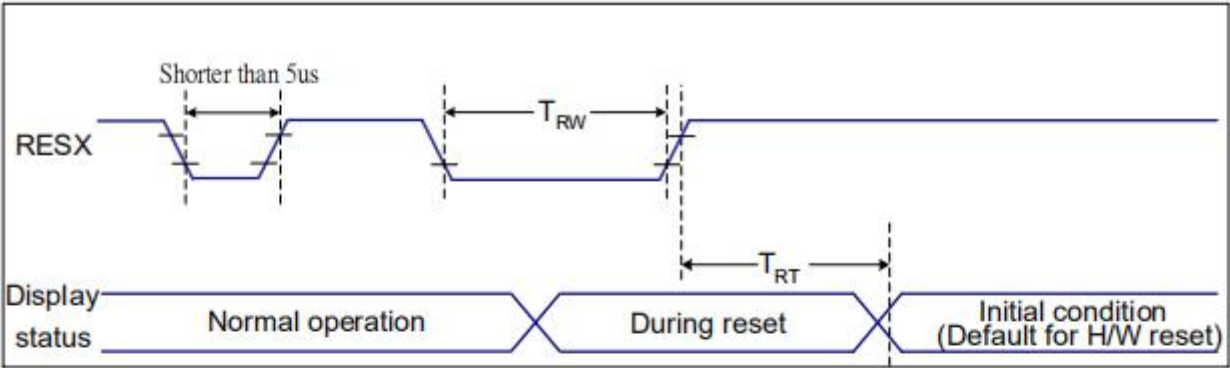 Shorter than 5us
RESX
TRW
TRT
Display
status
Normal operation
During reset
Initial condition
(Default for H/W reset)